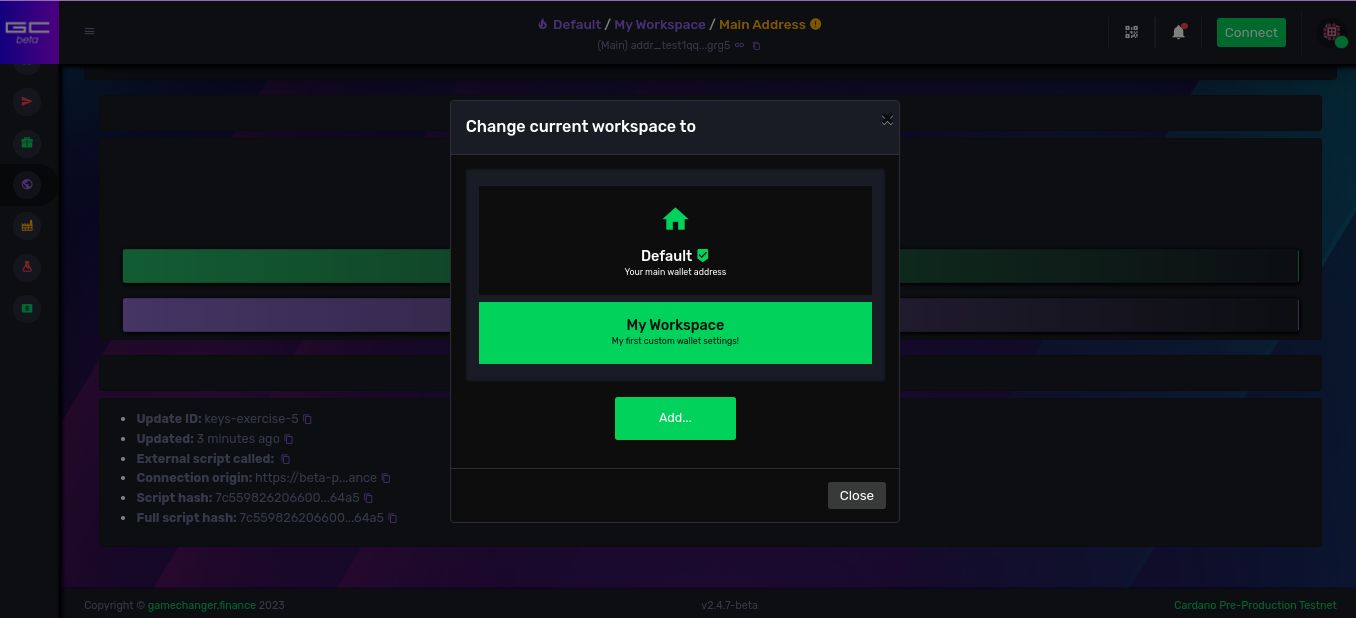 GC
beta
Default / My Workspace / Main Address
(Main) addr_test1qq...grg5
Connect
Change current workspace to
Default
Your main wallet address
My Workspace
My first custom wallet settings!
Add...
Close
Update ID: keys-exercise-5
Updated: 3 minutes ago
External script called:
Connection origin: https://beta-p...ance
Script hash: 7c559826206600...64a5
Full script hash: 7c559826206600...64a5
Copyright © gamechanger.finance 2023
v2.4.7-beta
Cardano Pre-Production Testnet